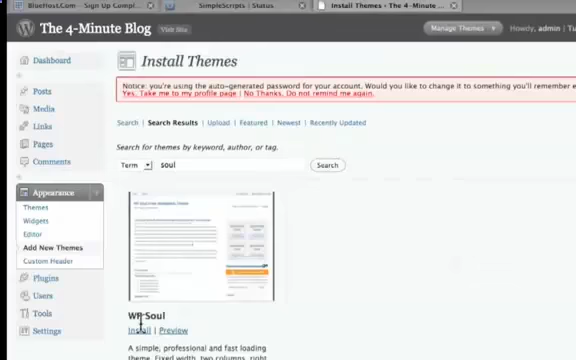 BlueHost.Com - Sign Up Compl...
SimpleScripts | Status
Install Themes ‹ The 4-Minute ...
The 4-Minute Blog
Visit Site
Manage Themes
Howdy, admin |
Dashboard
Install Themes
Notice: you're using the auto-generated password for your account. Would you like to change it to something you'll remember
Yes, Take me to my profile page | No Thanks, Do not remind me again.
Posts
Media
Links
Pages
Comments
Search | Search Results | Upload | Featured | Newest | Recently Updated
Search for themes by keyword, author, or tag.
Term soul Search
Appearance
Themes
Widgets
Editor
Add New Themes
Custom Header
Plugins
Users
Tools
Settings
WP Soul
Install | Preview
A simple, professional and fast loading
theme. Fixed width, two columns, right